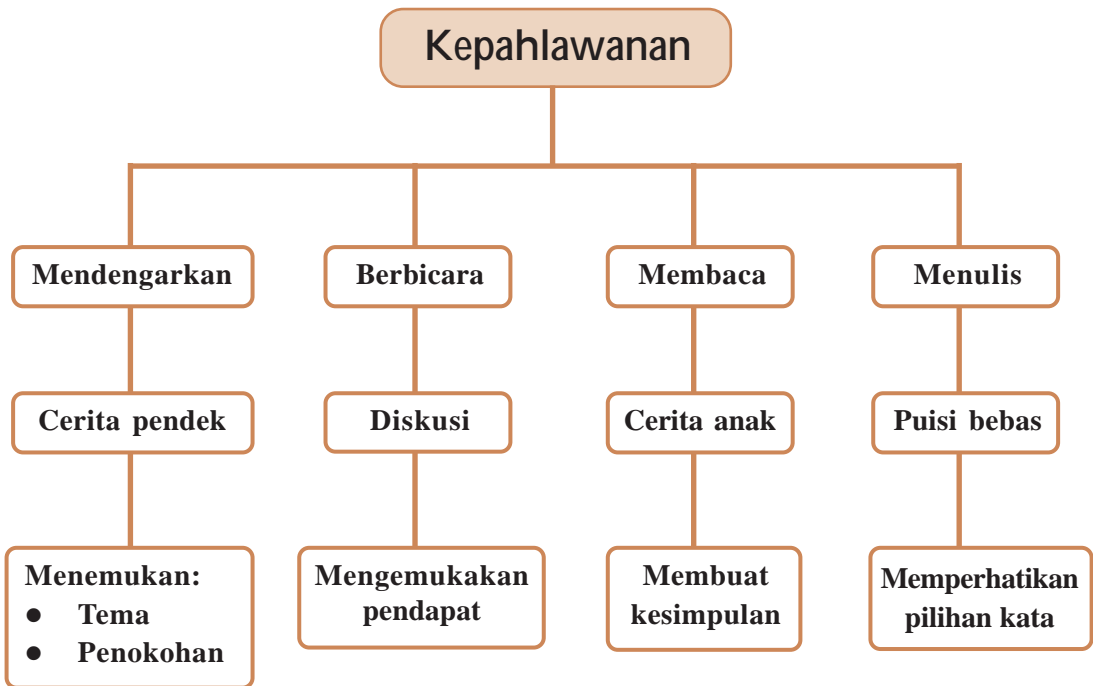 Kepahlawanan
Mendengarkan
Berbicara
Membaca
Menulis
Cerita pendek
Diskusi
Cerita anak
Puisi bebas
Menemukan:
● Tema
● Penokohan
Mengemukakan
pendapat
Membuat
kesimpulan
Memperhatikan
pilihan kata